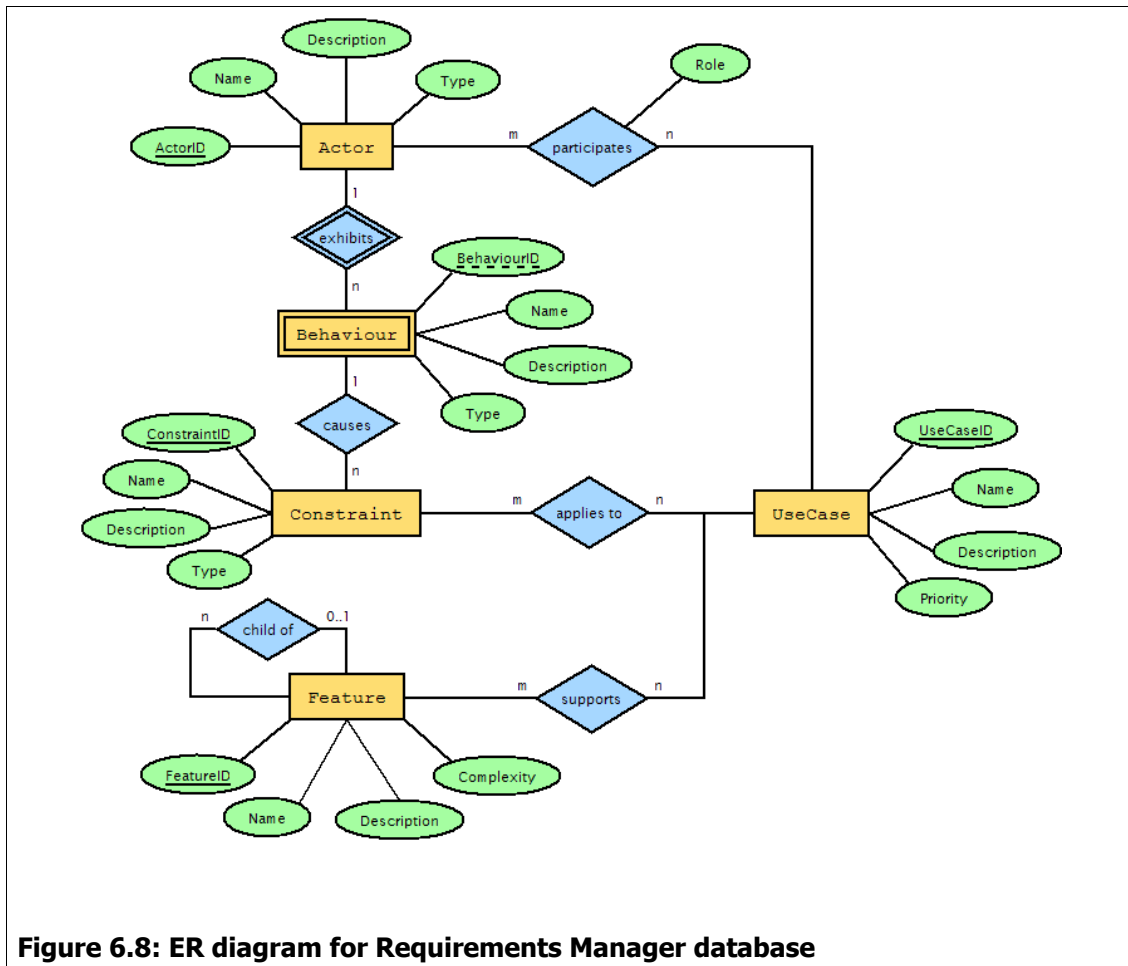 Description
Role
Name
Type
ActorID
Actor
m
participates
n
1
exhibits
n
BehaviourID
Name
Behaviour
Description
Type
1
causes
n
ConstraintID
Name
Description
Type
Constraint
m
applies to
n
UseCase
UseCaseID
Name
Description
Priority
n
child of
0..1
Feature
m
supports
n
FeatureID
Name
Description
Complexity
Figure 6.8: ER diagram for Requirements Manager database